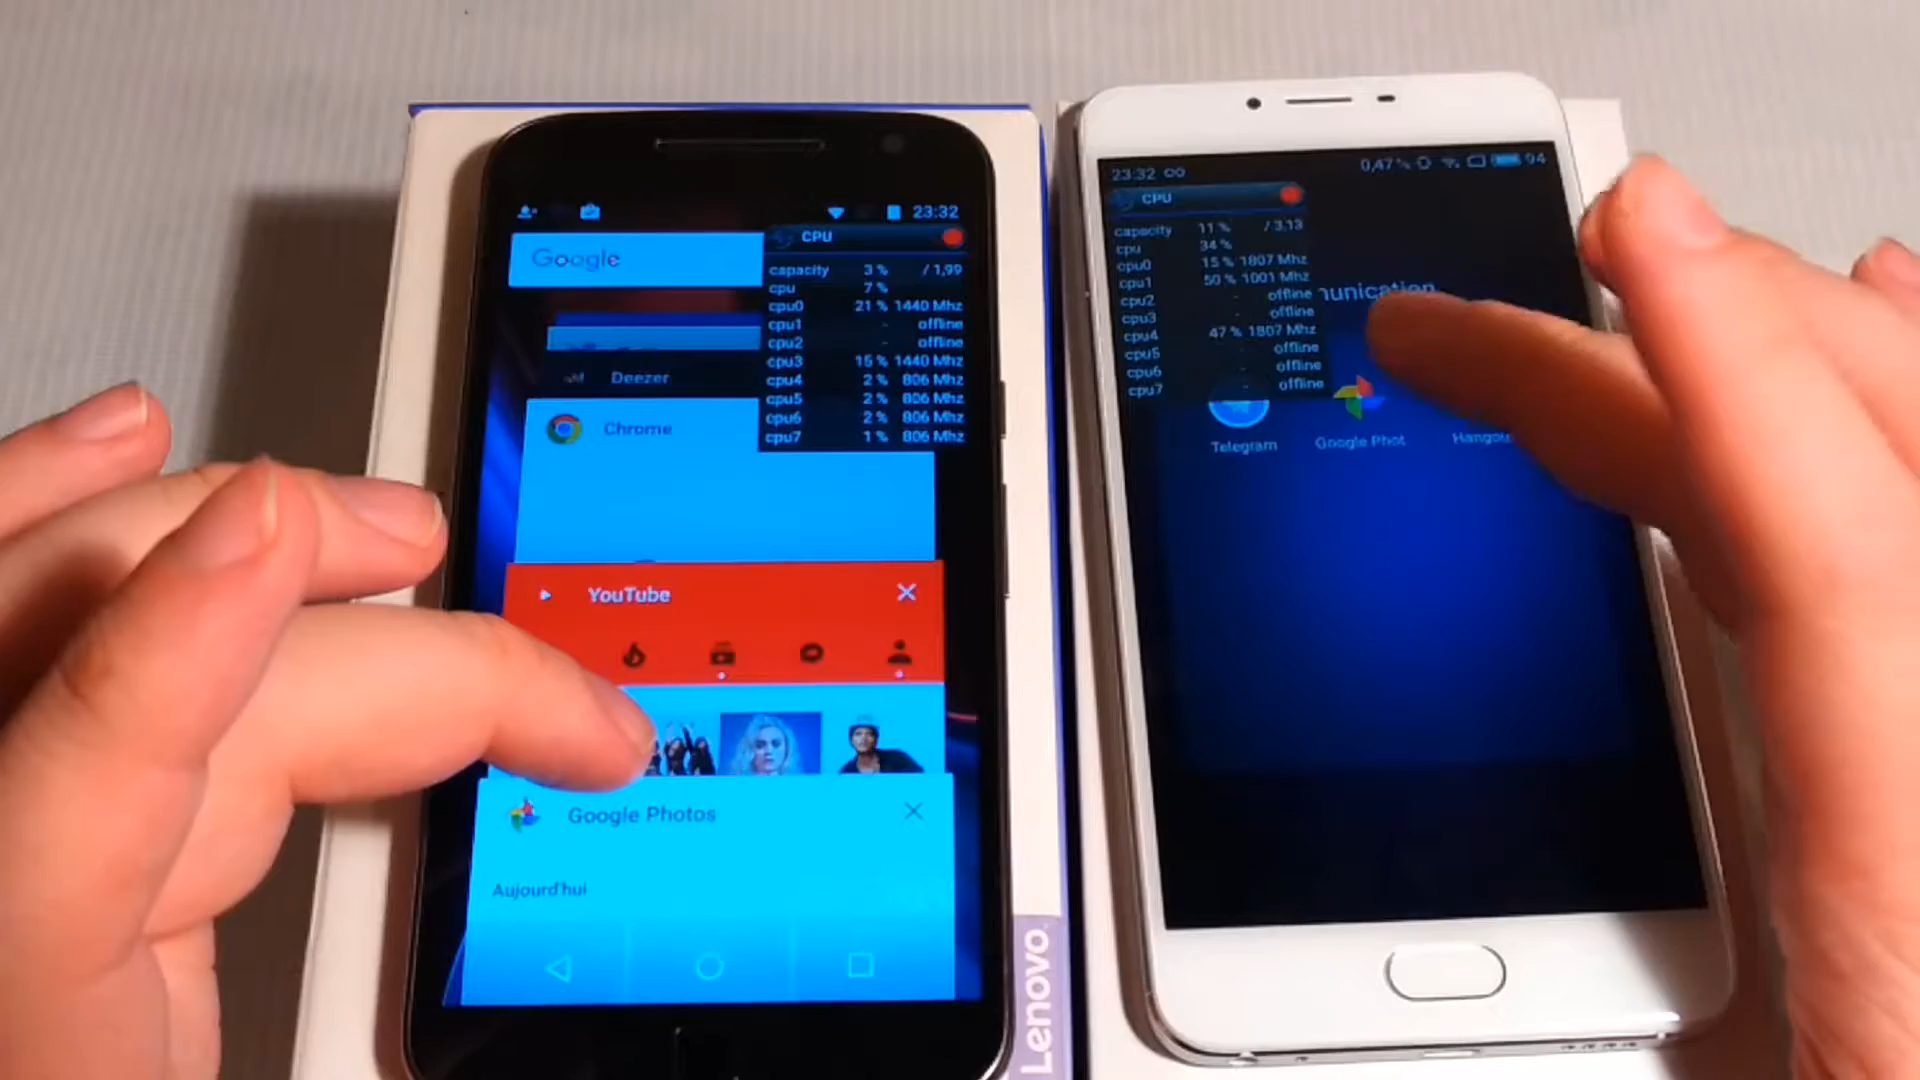 23:32
Google
CPU
capacity 3 % / 1,99
cpu 7 %
cpu0 21 % 1440 Mhz
cpu1 - offline
cpu2 - offline
cpu3 15 % 1440 Mhz
cpu4 2 % 806 Mhz
cpu5 2 % 806 Mhz
cpu6 2 % 806 Mhz
cpu7 1 % 806 Mhz
Deezer
Chrome
YouTube
Google Photos
Aujourd'hui
Lenovo
23:32 0,47 % 94
CPU
capacity 11 % / 3,13
cpu 34 %
cpu0 15 % 1807 Mhz
cpu1 50 % 1001 Mhz
cpu2 - offline
cpu3 - offline
cpu4 47 % 1807 Mhz
cpu5 - offline
cpu6 - offline
cpu7 - offline
unication
Telegram
Google Phot
Hangou